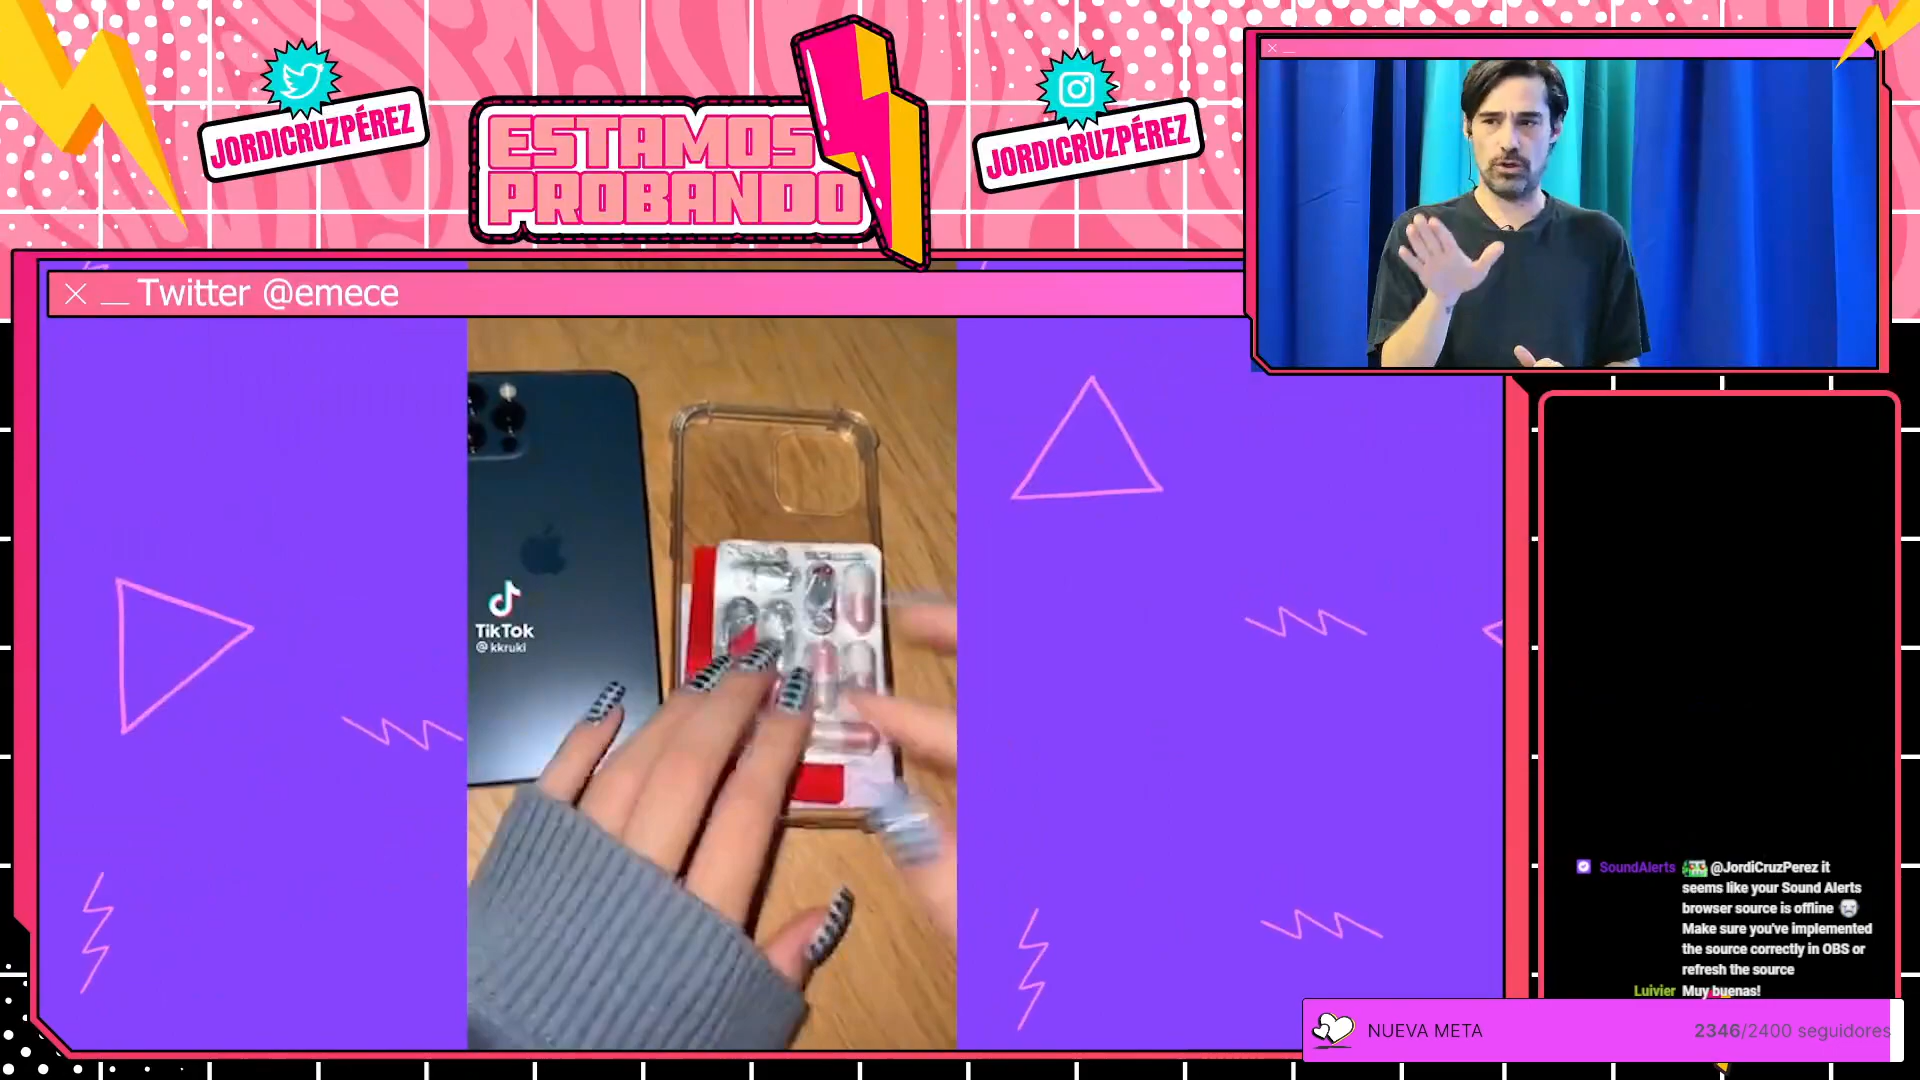 JORDICRUZPÉREZ
ESTAMOS
PROBANDO
JORDICRUZPÉREZ
Twitter @emece
TikTok
@kkruki
SoundAlerts @JordiCruzPerez it
seems like your Sound Alerts
browser source is offline
Make sure you've implemented
the source correctly in OBS or
refresh the source
Luivier Muy buenas!
NUEVA META
2346/2400 seguidores